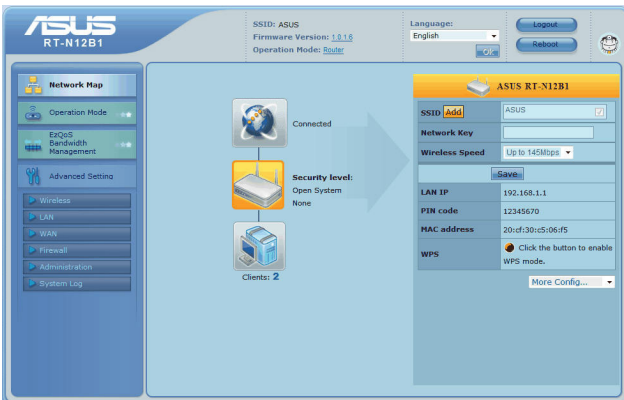 ASUS
RT-N12B1
SSID: ASUS
Firmware Version: 1.0.1.6
Operation Mode: Router
Language:
English
OK
Logout
Reboot
Network Map
Operation Mode
EzQoS
Bandwidth
Management
Advanced Setting
Wireless
LAN
WAN
Firewall
Administration
System Log
Connected
Security level:
Open System
None
Clients: 2
ASUS RT-N12B1
SSID Add ASUS
Network Key
Wireless Speed Up to 145Mbps
Save
LAN IP 192.168.1.1
PIN code 12345670
MAC address 20:cf:30:c5:06:f5
WPS Click the button to enable
WPS mode.
More Config...